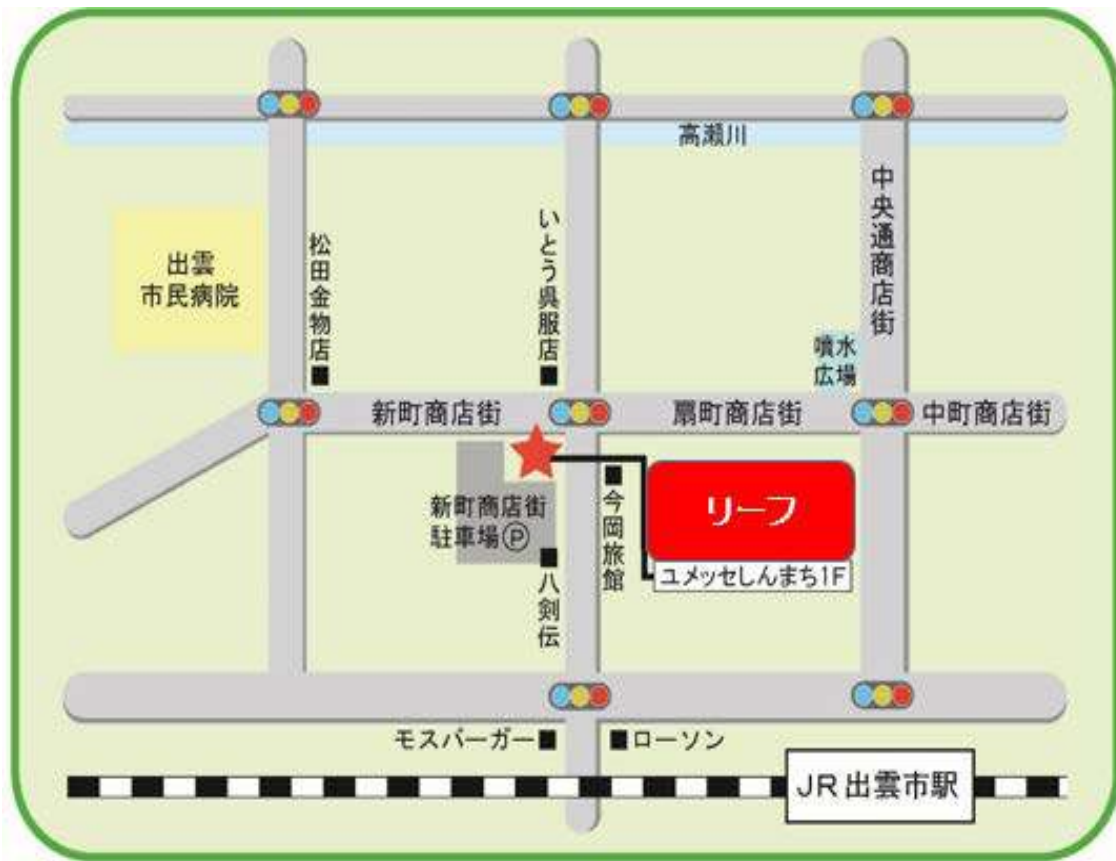 高瀬川
中央通商店街
いとう呉服店
松田金物店
出雲
市民病院
噴水
広場
新町商店街
扇町商店街
中町商店街
リーフ
ユメッセしんまち1F
今岡旅館
新町商店街
駐車場Ⓟ
八剣伝
モスバーガー
ローソン
JR出雲市駅